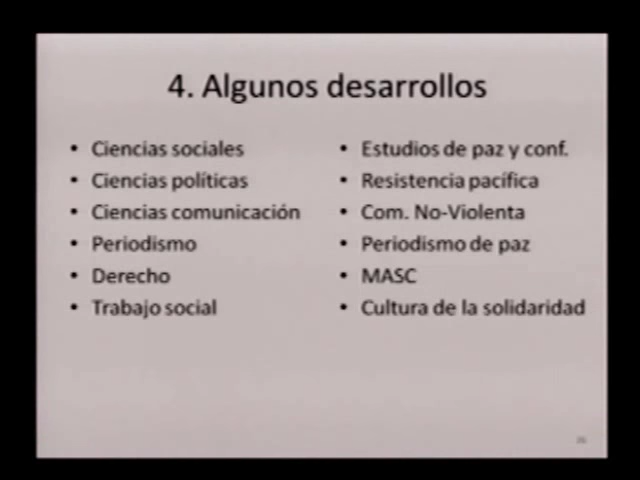 4. Algunos desarrollos
• Ciencias sociales
• Ciencias políticas
• Ciencias comunicación
• Periodismo
• Derecho
• Trabajo social
• Estudios de paz y conf.
• Resistencia pacífica
• Com. No-Violenta
• Periodismo de paz
• MASC
• Cultura de la solidaridad